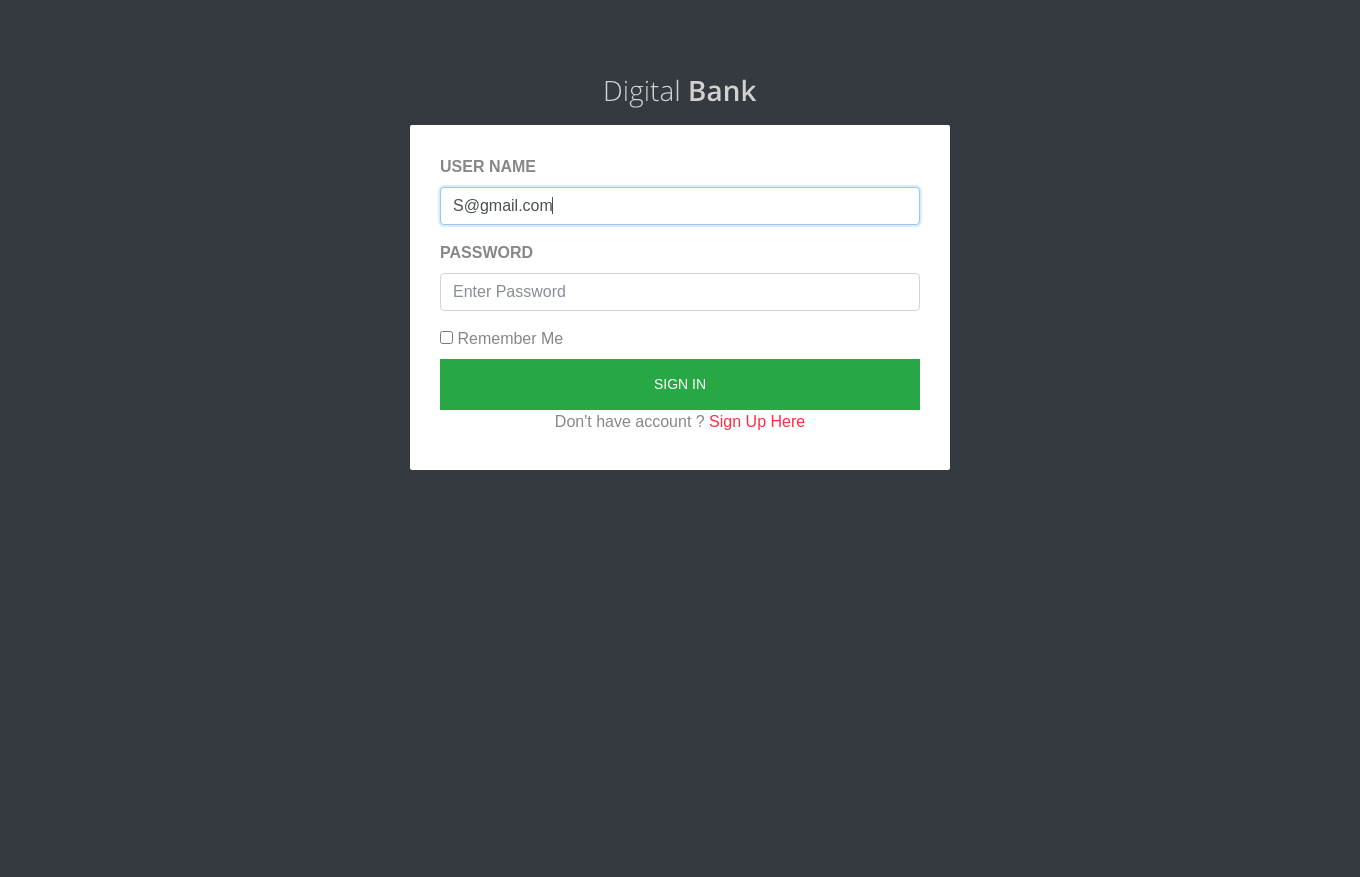 Digital Bank
USER NAME
S@gmail.com
PASSWORD
Enter Password
Remember Me
SIGN IN
Don't have account ? Sign Up Here